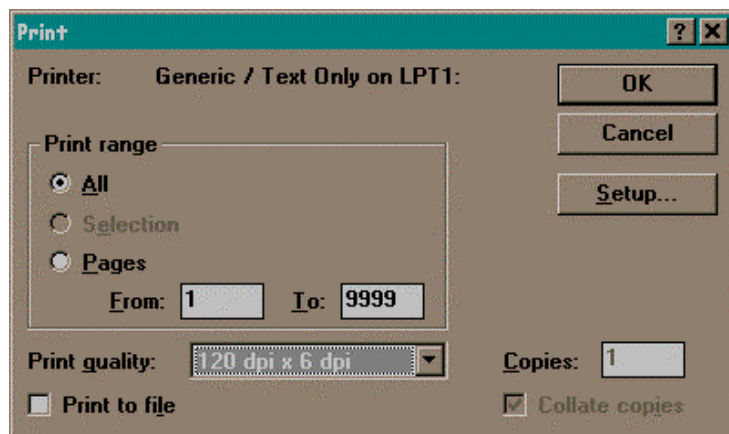 Print
Printer: Generic / Text Only on LPT1:
OK
Cancel
Setup...
Print range
All
Selection
Pages
From: 1 To: 9999
Print quality: 120 dpi x 6 dpi
Copies: 1
Print to file
Collate copies